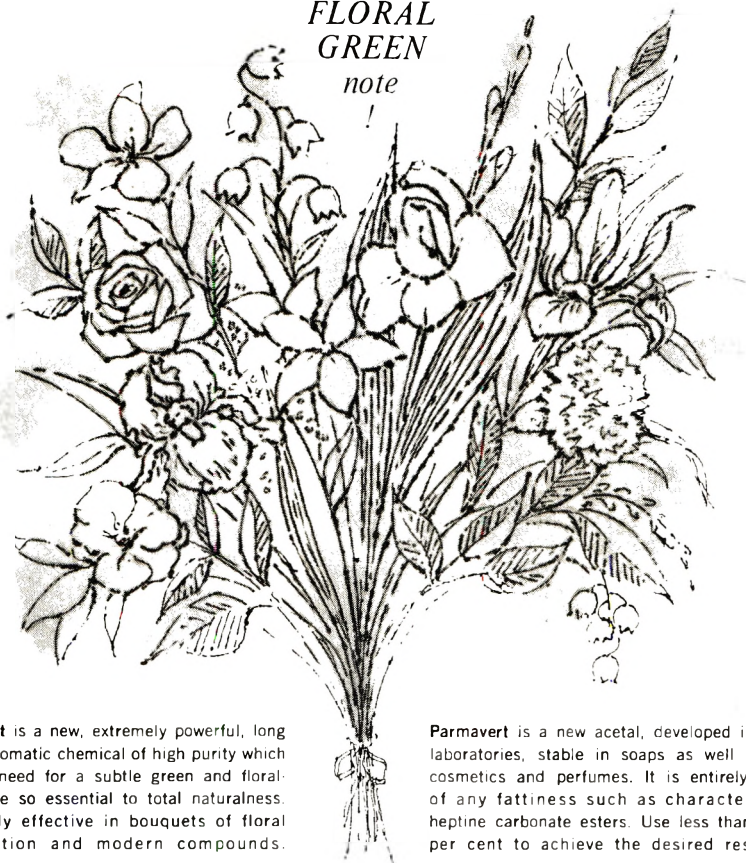 FLORAL
GREEN
note
!
t is a new, extremely powerful, long
omatic chemical of high purity which
need for a subtle green and floral-
e so essential to total naturalness.
ly effective in bouquets of floral
tion and modern compounds.
Parmavert is a new acetal, developed i
laboratories, stable in soaps as well
cosmetics and perfumes. It is entirely
of any fattiness such as characte
heptine carbonate esters. Use less than
per cent to achieve the desired res